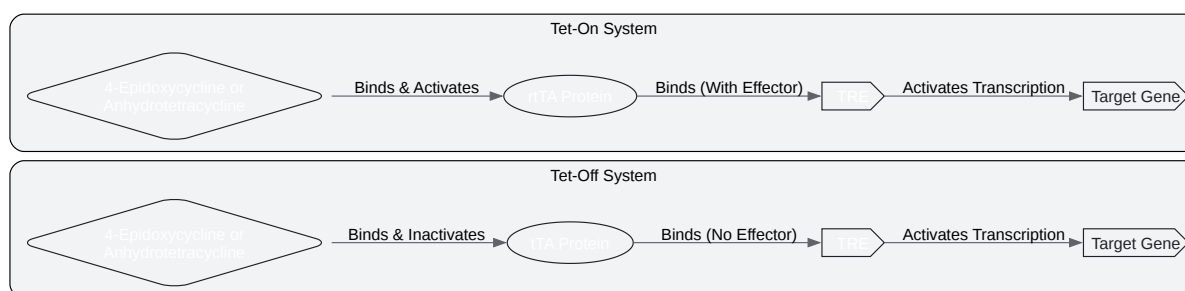 Tet-On System
4-Epidoxycycline or
Anhydrotetracycline
Binds & Activates
rtTA Protein
Binds (With Effector)
TRE
Activates Transcription
Target Gene
Tet-Off System
4-Epidoxycycline or
Anhydrotetracycline
Binds & Inactivates
tTA Protein
Binds (No Effector)
TRE
Activates Transcription
Target Gene